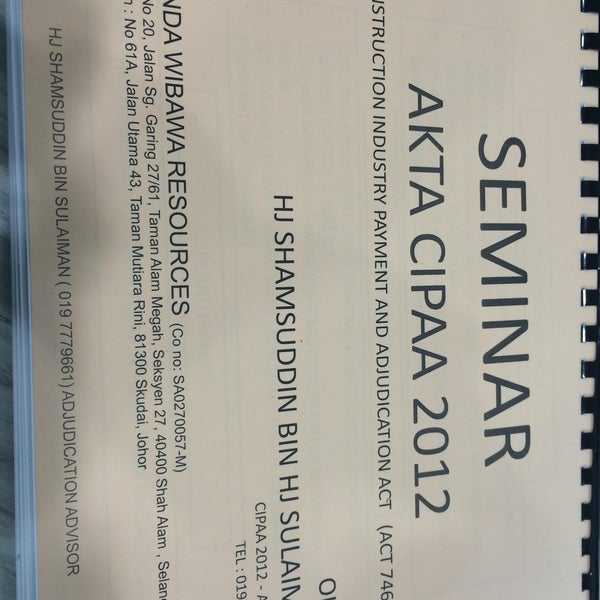 SEMINAR
AKTA CIPAA 2012
NSTRUCTION INDUSTRY PAYMENT AND ADJUDICATION ACT (ACT 746
OU
HJ SHAMSUDDIN BIN HJ SULAIM
CIPAA 2012 - A
TEL : 019
NDA WIBAWA RESOURCES (Co no: SA0270057-M)
No 20, Jalan Sg. Garing 27/61, Taman Alam Megah, Seksyen 27, 40400 Shah Alam , Selang
n : No 61A, Jalan Utama 43, Taman Mutiara Rini, 81300 Skudai, Johor
HJ SHAMSUDDIN BIN SULAIMAN ( 019 7779661) ADJUDICATION ADVISOR